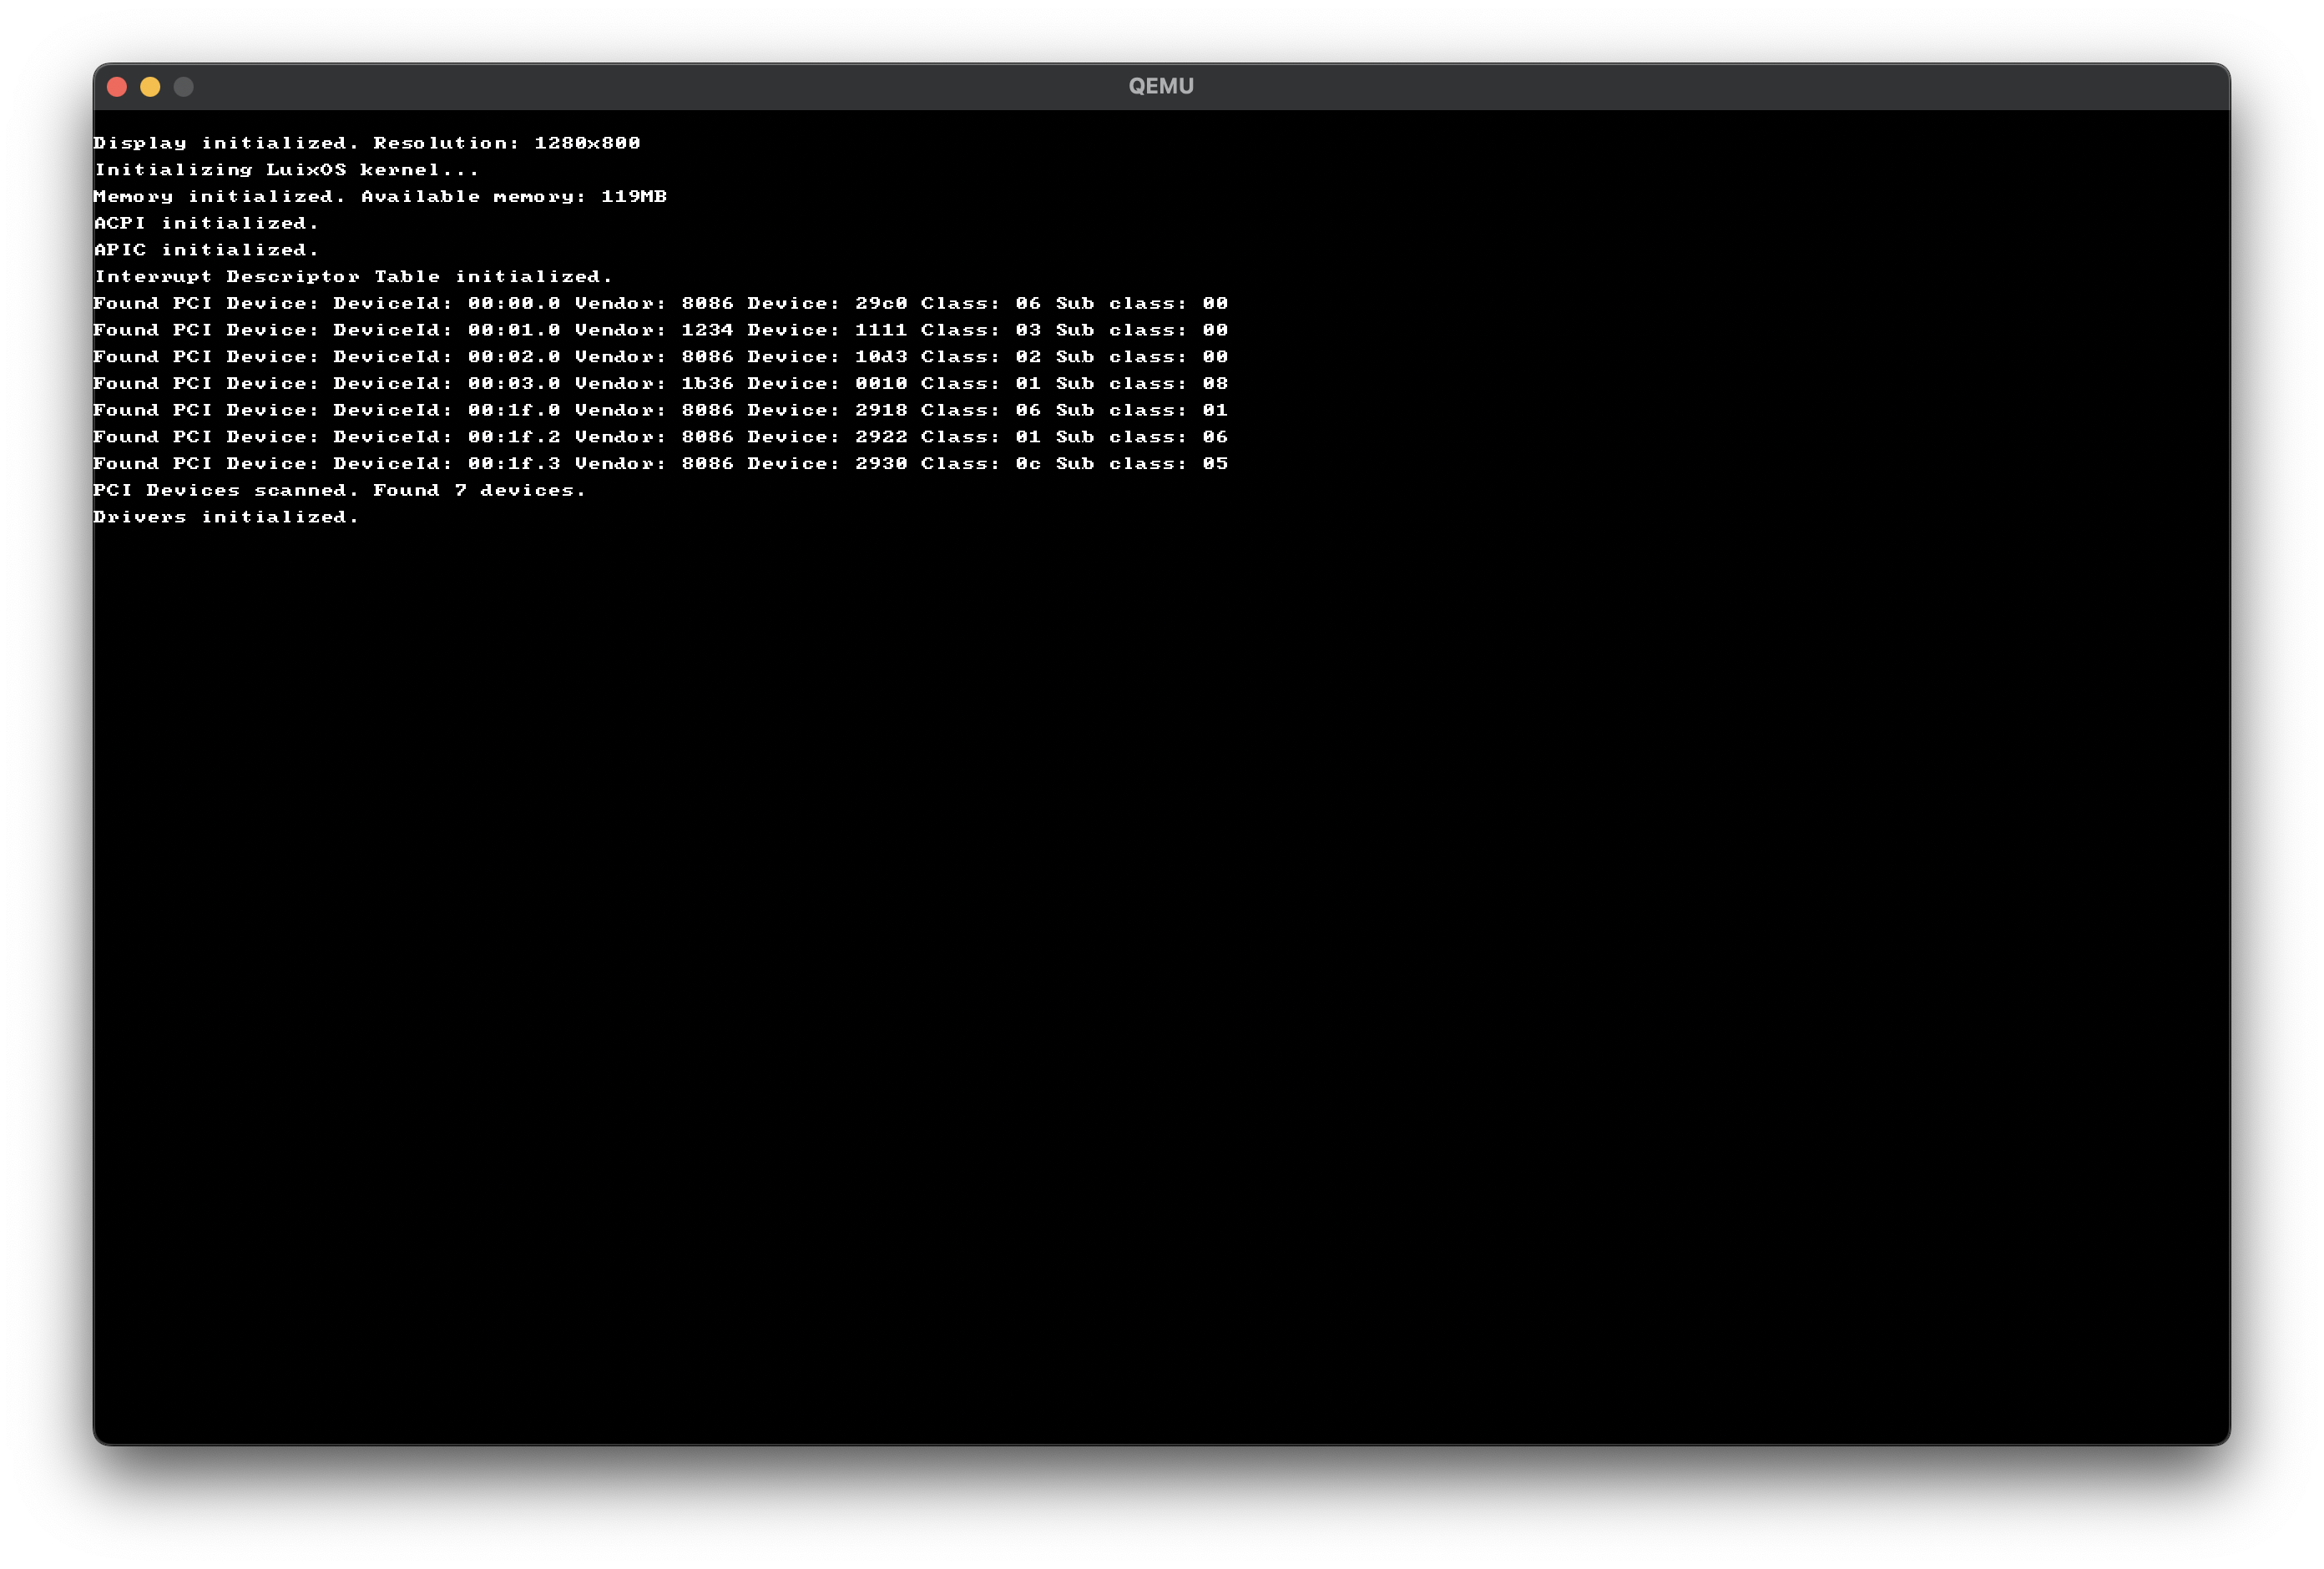 QEMU
Display initialized. Resolution: 1280x800
Initializing LuixOS kernel...
Memory initialized. Available memory: 119MB
ACPI initialized.
APIC initialized.
Interrupt Descriptor Table initialized.
Found PCI Device: DeviceId: 00:00.0 Vendor: 8086 Device: 29c0 Class: 06 Sub class: 00
Found PCI Device: DeviceId: 00:01.0 Vendor: 1234 Device: 1111 Class: 03 Sub class: 00
Found PCI Device: DeviceId: 00:02.0 Vendor: 8086 Device: 10d3 Class: 02 Sub class: 00
Found PCI Device: DeviceId: 00:03.0 Vendor: 1b36 Device: 0010 Class: 01 Sub class: 08
Found PCI Device: DeviceId: 00:1f.0 Vendor: 8086 Device: 2918 Class: 06 Sub class: 01
Found PCI Device: DeviceId: 00:1f.2 Vendor: 8086 Device: 2922 Class: 01 Sub class: 06
Found PCI Device: DeviceId: 00:1f.3 Vendor: 8086 Device: 2930 Class: 0c Sub class: 05
PCI Devices scanned. Found 7 devices.
Drivers initialized.